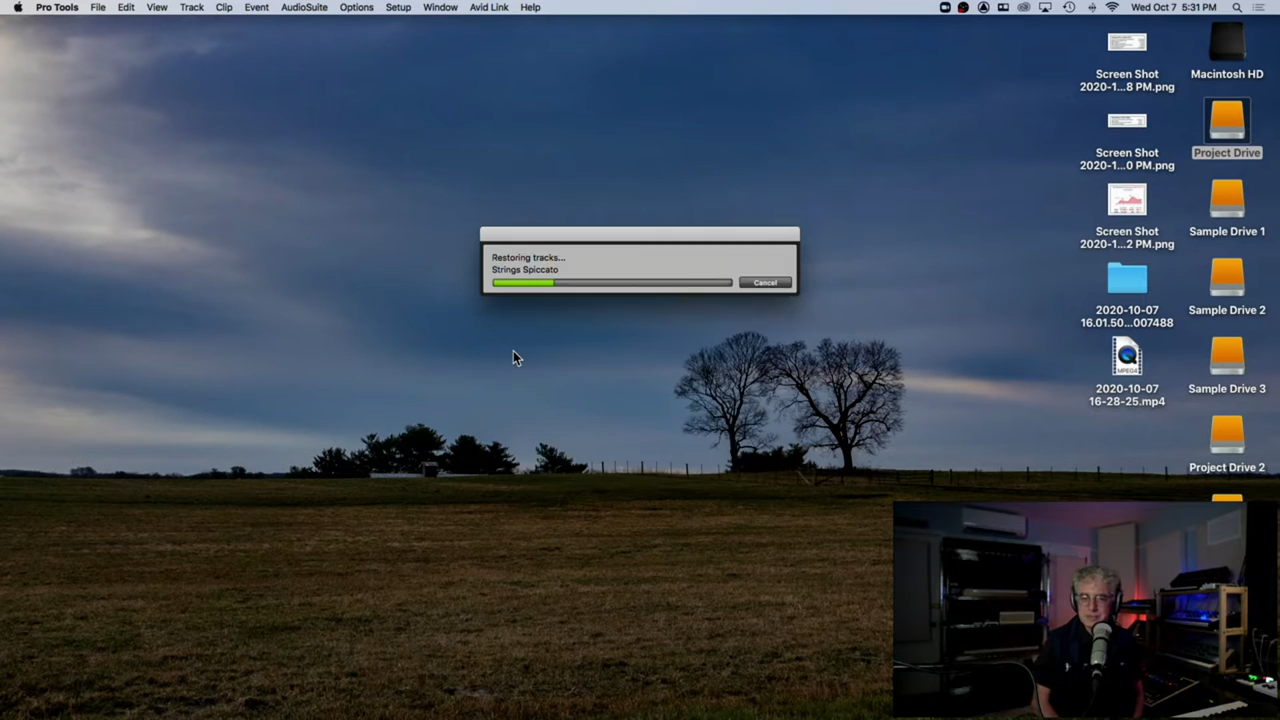 Pro Tools File Edit View Track Clip Event AudioSuite Options Setup Window Avid Link Help Wed Oct 7 5:31 PM
Screen Shot
2020-1...8 PM.png
Macintosh HD
Screen Shot
2020-1...0 PM.png
Project Drive
Screen Shot
2020-1...2 PM.png
Sample Drive 1
Restoring tracks...
Strings Spiccato
Cancel
2020-10-07
16.01.50...007488
Sample Drive 2
MPEG4
2020-10-07
16-28-25.mp4
Sample Drive 3
Project Drive 2